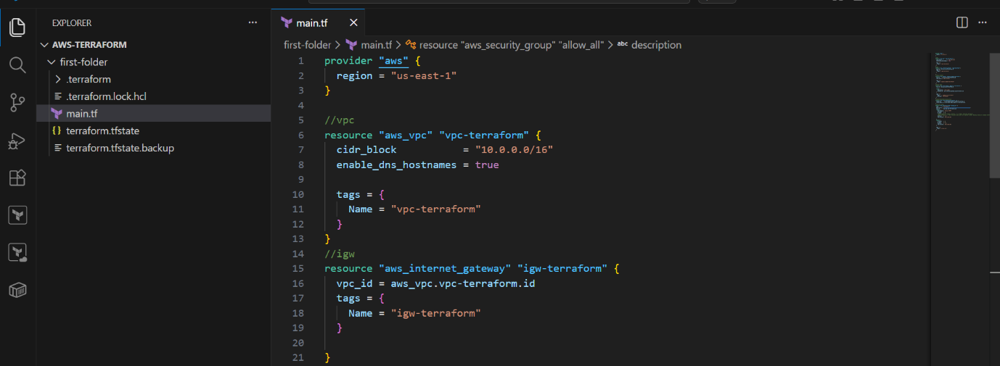 EXPLORER
AWS-TERRAFORM
first-folder
.terraform
.terraform.lock.hcl
main.tf
terraform.tfstate
terraform.tfstate.backup
main.tf
first-folder > main.tf > resource "aws_security_group" "allow_all" > abc description
1 provider "aws" {
2 region = "us-east-1"
3 }
4
5 //vpc
6 resource "aws_vpc" "vpc-terraform" {
7 cidr_block = "10.0.0.0/16"
8 enable_dns_hostnames = true
9
10 tags = {
11 Name = "vpc-terraform"
12 }
13 }
14 //igw
15 resource "aws_internet_gateway" "igw-terraform" {
16 vpc_id = aws_vpc.vpc-terraform.id
17 tags = {
18 Name = "igw-terraform"
19 }
20
21 }